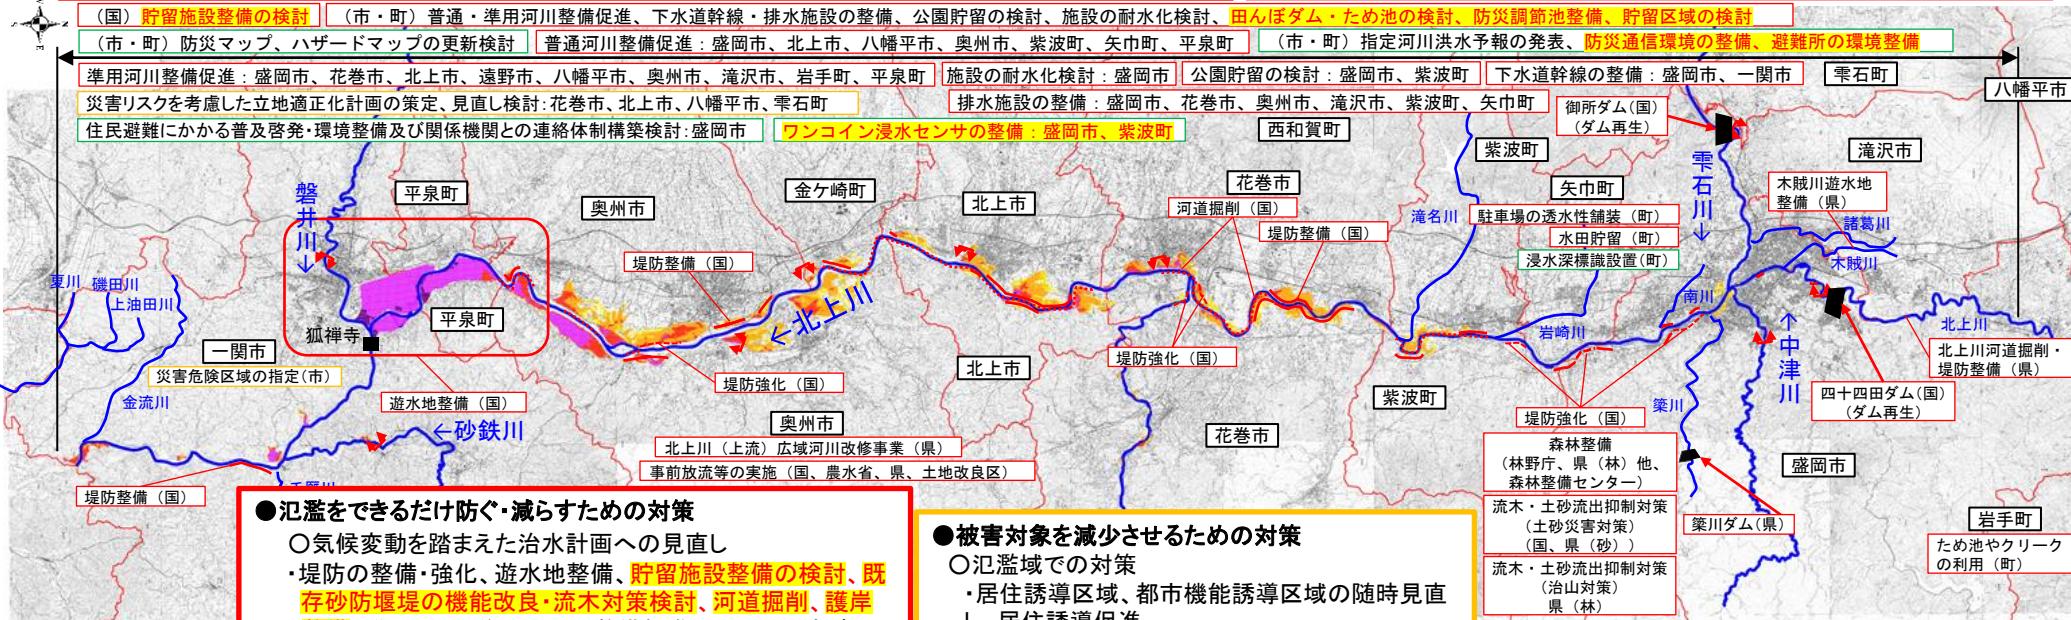 （国）貯留施設整備の検討
（市・町）普通・準用河川整備促進、下水道幹線・排水施設の整備、公園貯留の検討、施設の耐水化検討、田んぼダム・ため池の検討、防災調節池整備、貯留区域の検討
（市・町）防災マップ、ハザードマップの更新検討
普通河川整備促進：盛岡市、北上市、八幡平市、奥州市、紫波町、矢巾町、平泉町
（市・町）指定河川洪水予報の発表、防災通信環境の整備、避難所の環境整備
準用河川整備促進：盛岡市、花巻市、北上市、遠野市、八幡平市、奥州市、滝沢市、岩手町、平泉町
施設の耐水化検討：盛岡市
公園貯留の検討：盛岡市、紫波町
下水道幹線の整備：盛岡市、一関市
雫石町
八幡平市
災害リスクを考慮した立地適正化計画の策定、見直し検討：花巻市、北上市、八幡平市、雫石町
排水施設の整備：盛岡市、花巻市、奥州市、滝沢市、紫波町、矢巾町
住民避難にかかる普及啓発・環境整備及び関係機関との連絡体制構築検討：盛岡市
ワンコイン浸水センサの整備：盛岡市、紫波町
西和賀町
御所ダム（国）
（ダム再生）
紫波町
滝沢市
磐井川→
平泉町
奥州市
金ケ崎町
北上市
花巻市
矢巾町
雫石川→
木賊川遊水地
整備（県）
河道掘削（国）
滝名川
駐車場の透水性舗装（町）
諸葛川
堤防整備（国）
水田貯留（町）
堤防整備（国）
浸水深標識設置（町）
木賊川
夏川
磯田川
上油田川
←北上川
南川
平泉町
狐禅寺
岩崎川
北上川
一関市
↑中津川
北上川河道掘削・
堤防整備（県）
災害危険区域の指定（市）
堤防強化（国）
北上市
堤防強化（国）
紫波町
四十四田ダム（国）
（ダム再生）
金流川
遊水地整備（国）
簗川
堤防強化（国）
奥州市
←砂鉄川
花巻市
北上川（上流）広域河川改修事業（県）
森林整備
（林野庁、県（林）他、
森林整備センター）
盛岡市
事前放流等の実施（国、農水省、県、土地改良区）
堤防整備（国）
流木・土砂流出抑制対策
（土砂災害対策）
（国、県（砂））
簗川ダム（県）
岩手町
ため池やクリーク
の利用（町）
流木・土砂流出抑制対策
（治山対策）
県（林）
●氾濫をできるだけ防ぐ・減らすための対策
〇気候変動を踏まえた治水計画への見直し
・堤防の整備・強化、遊水地整備、貯留施設整備の検討、既
存砂防堰堤の機能改良・流木対策検討、河道掘削、護岸
●被害対象を減少させるための対策
〇氾濫域での対策
・居住誘導区域、都市機能誘導区域の随時見直
し、居住誘導促進